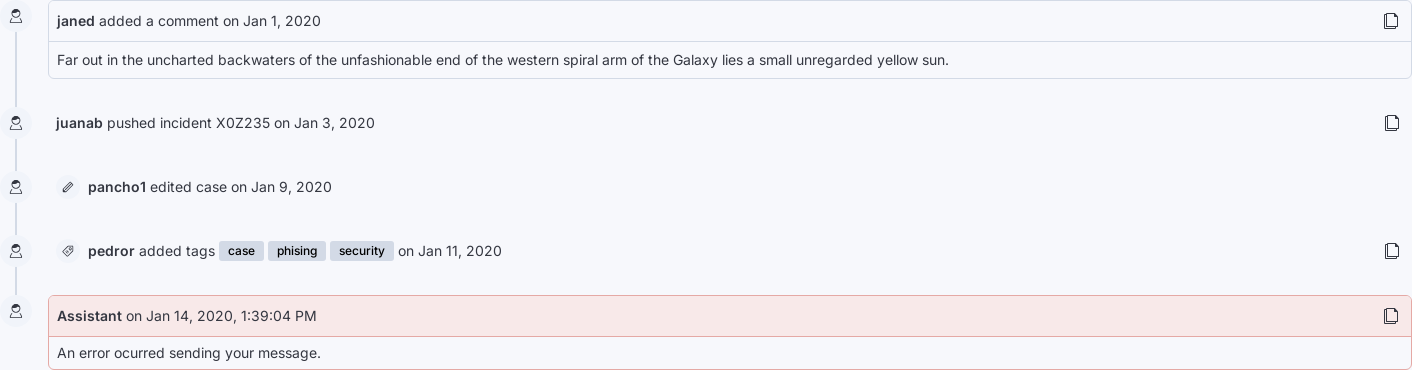 janed added a comment on Jan 1, 2020
Far out in the uncharted backwaters of the unfashionable end of the western spiral arm of the Galaxy lies a small unregarded yellow sun.
juanab pushed incident X0Z235 on Jan 3, 2020
pancho1 edited case on Jan 9, 2020
pedror added tags case phising security on Jan 11, 2020
Assistant on Jan 14, 2020, 1:39:04 PM
An error ocurred sending your message.